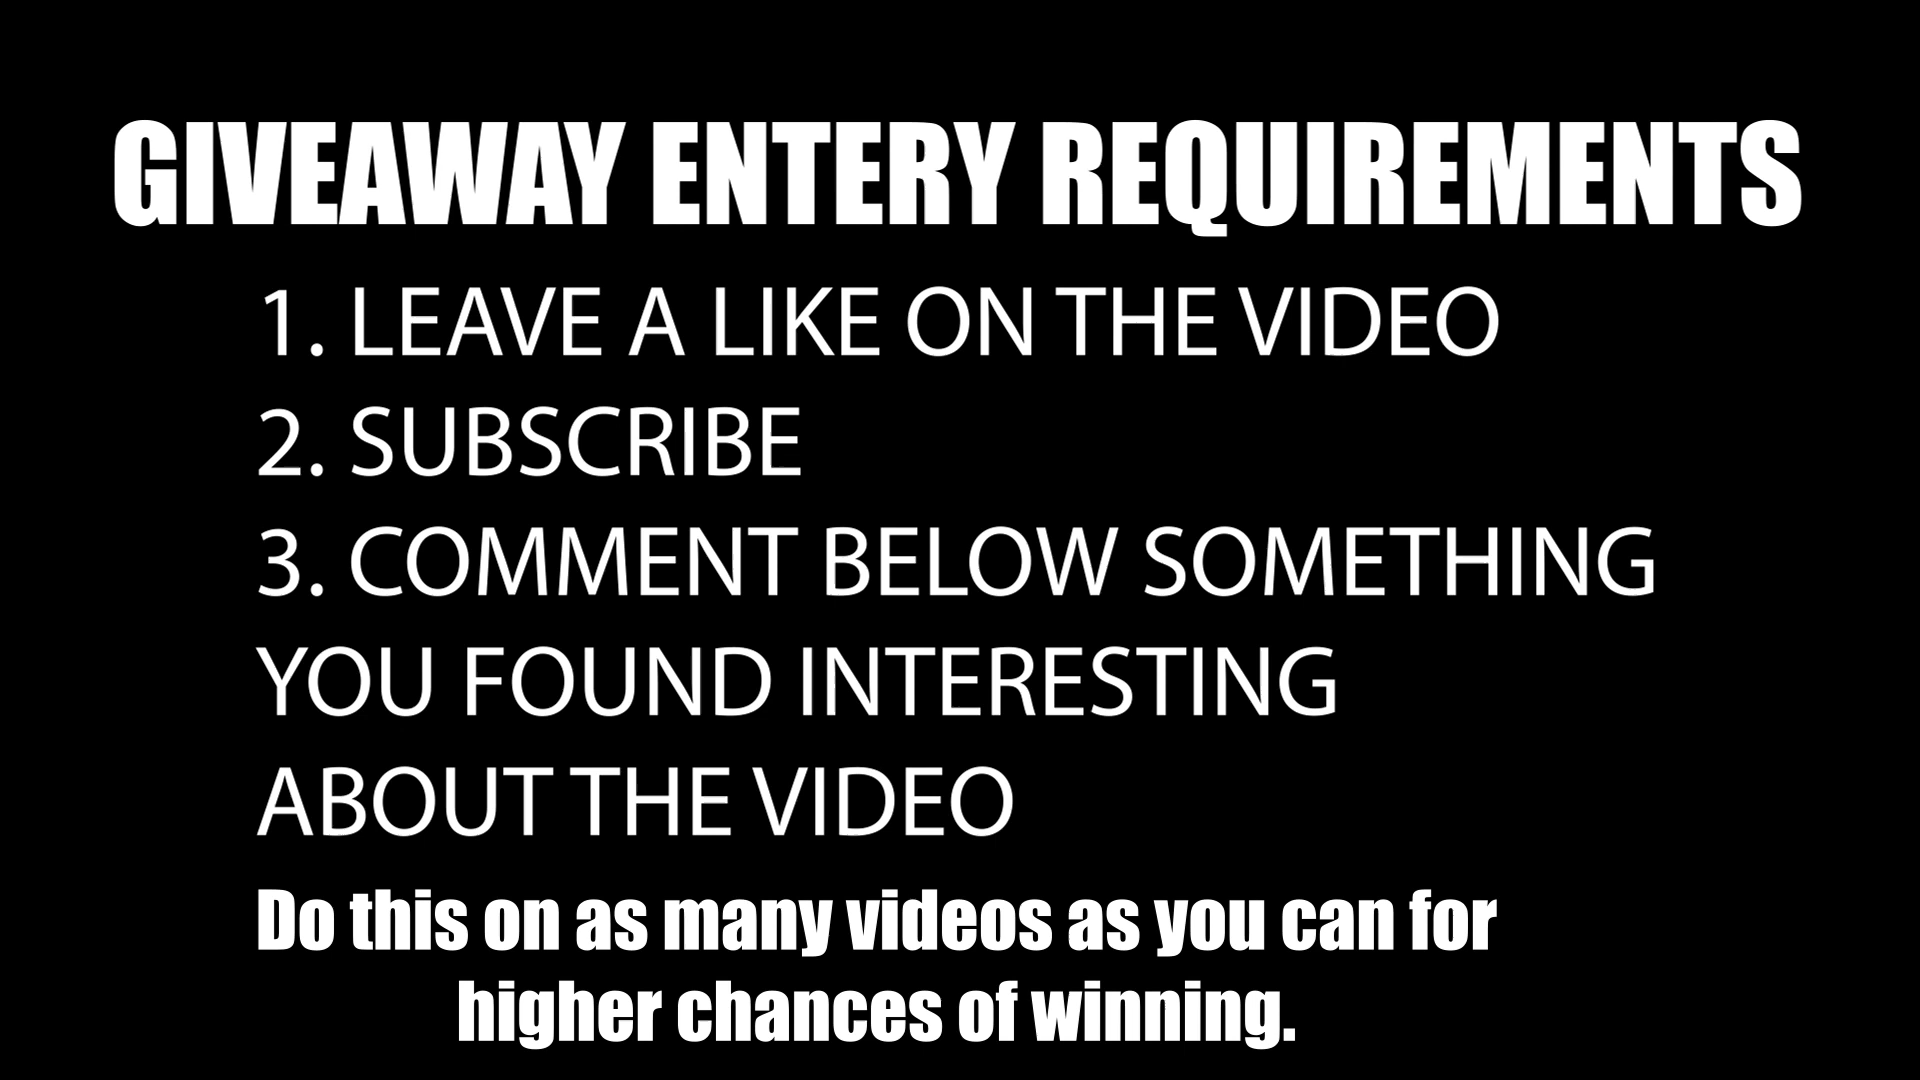 GIVEAWAY ENTERY REQUIREMENTS
1. LEAVE A LIKE ON THE VIDEO
2. SUBSCRIBE
3. COMMENT BELOW SOMETHING
YOU FOUND INTERESTING
ABOUT THE VIDEO
Do this on as many videos as you can for
higher chances of winning.